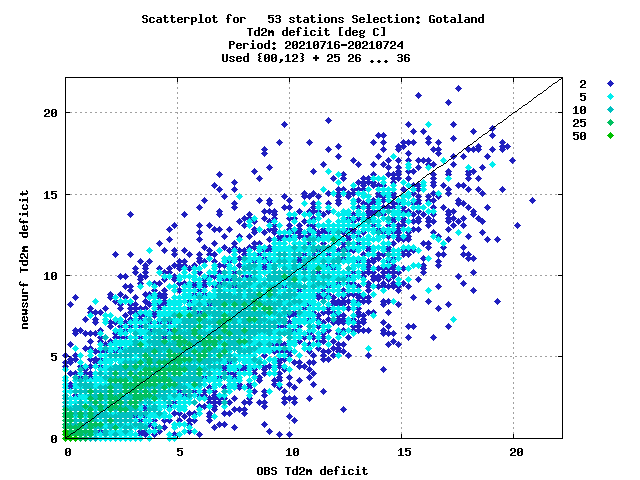 Scatterplot for   53 stations Selection: Gotaland
Td2m deficit [deg C]
Period: 20210716-20210724
Used {00,12} + 25 26 ... 36
2
5
10
25
50
20
15
10
5
0
newsurf Td2m deficit
0 5 10 15 20
OBS Td2m deficit